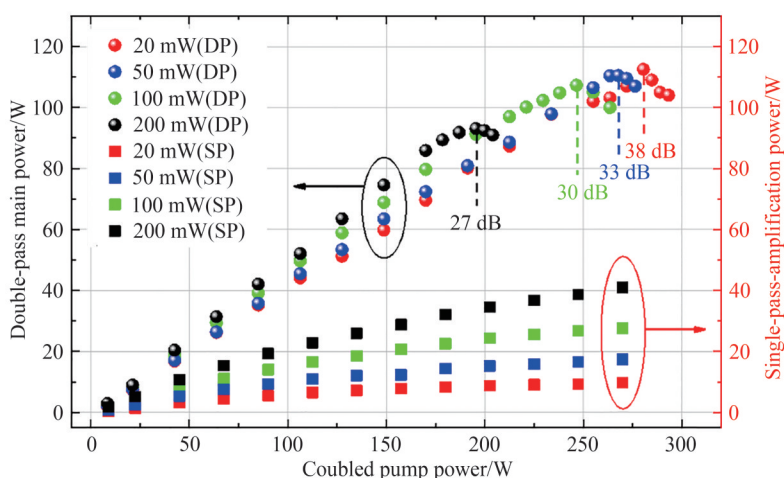 120
100
80
60
40
20
0
Double-pass main power/W
20 mW(DP)
50 mW(DP)
100 mW(DP)
200 mW(DP)
20 mW(SP)
50 mW(SP)
100 mW(SP)
200 mW(SP)
27 dB
30 dB
33 dB
38 dB
120
100
80
60
40
20
0
Single-pass-amplification power/W
0 50 100 150 200 250 300
Coubled pump power/W